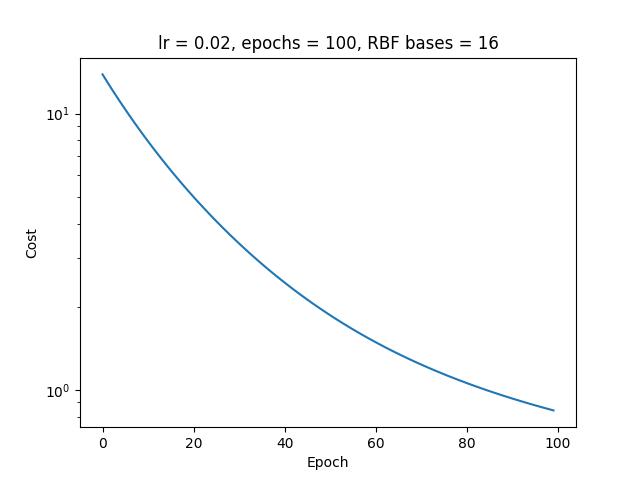 lr = 0.02, epochs = 100, RBF bases = 16
10¹
10⁰
Cost
0 20 40 60 80 100
Epoch